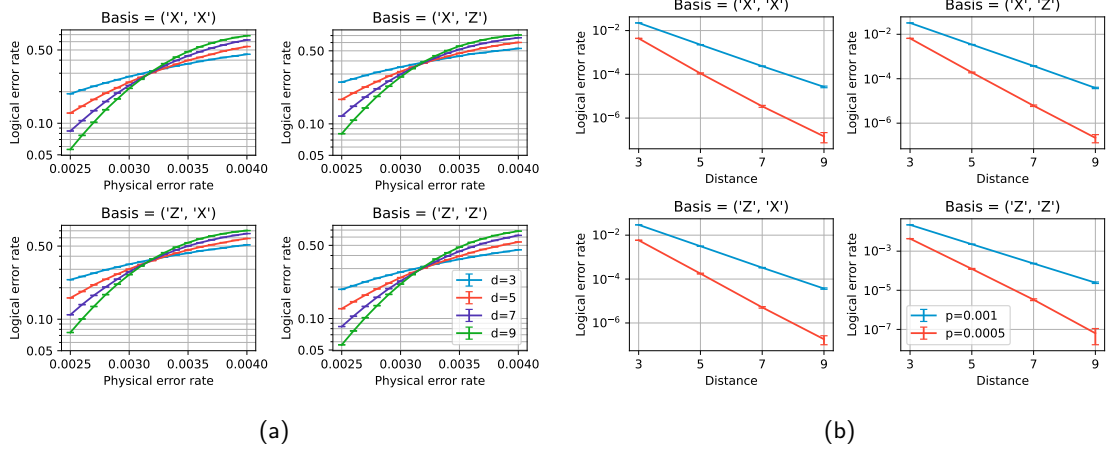 Basis = ('X', 'X')
Logical error rate
0.50
0.10
0.05
0.0025 0.0030 0.0035 0.0040
Physical error rate
Basis = ('X', 'Z')
Logical error rate
0.50
0.10
0.05
0.0025 0.0030 0.0035 0.0040
Physical error rate
Basis = ('Z', 'X')
Logical error rate
0.50
0.10
0.05
0.0025 0.0030 0.0035 0.0040
Physical error rate
Basis = ('Z', 'Z')
Logical error rate
0.50
0.10
0.05
d=3
d=5
d=7
d=9
0.0025 0.0030 0.0035 0.0040
Physical error rate
(a)
Basis = ('X', 'X')
Logical error rate
10⁻²
10⁻⁴
10⁻⁶
3 5 7 9
Distance
Basis = ('X', 'Z')
Logical error rate
10⁻²
10⁻⁴
10⁻⁶
3 5 7 9
Distance
Basis = ('Z', 'X')
Logical error rate
10⁻²
10⁻⁴
10⁻⁶
3 5 7 9
Distance
Basis = ('Z', 'Z')
Logical error rate
10⁻³
10⁻⁵
10⁻⁷
p=0.001
p=0.0005
3 5 7 9
Distance
(b)